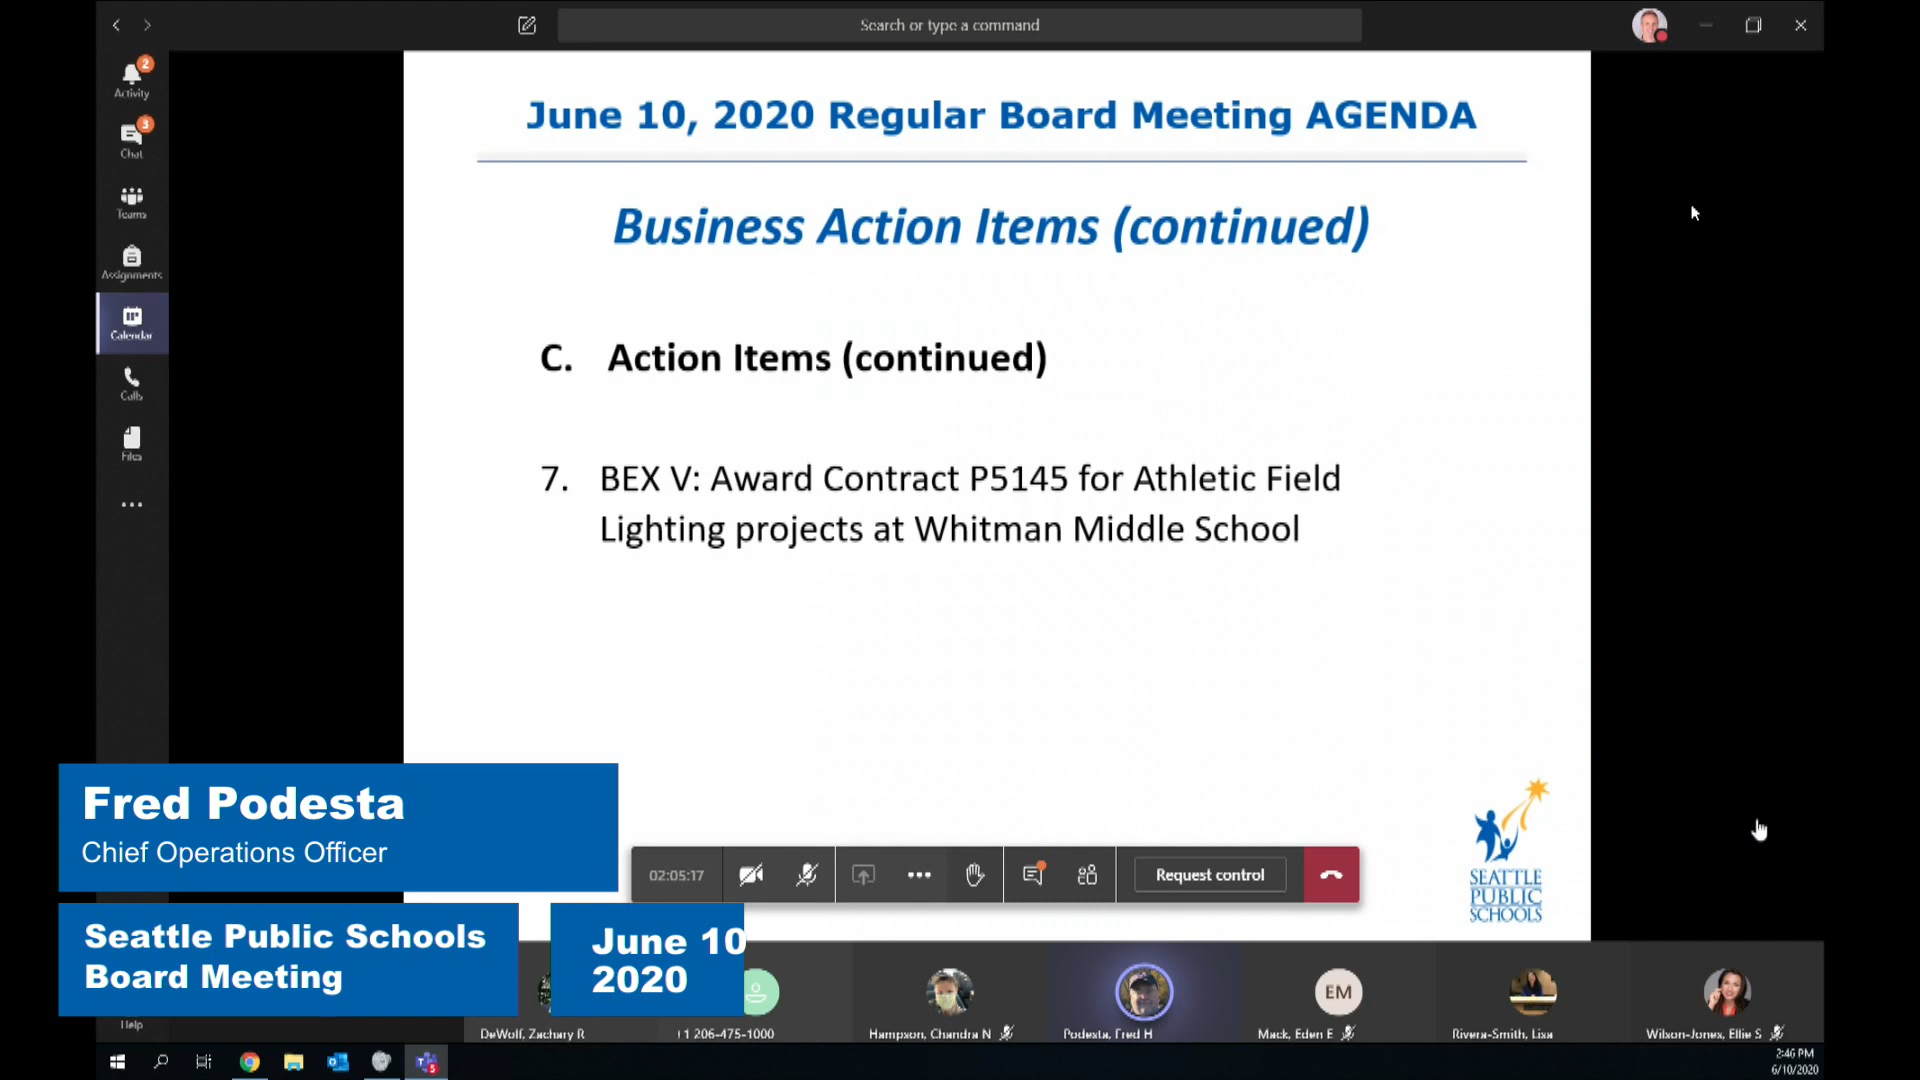 Search or type a command
2
Activity
3
Chat
Teams
Assignments
Calendar
Calls
Files
June 10, 2020 Regular Board Meeting AGENDA
Business Action Items (continued)
C. Action Items (continued)
7. BEX V: Award Contract P5145 for Athletic Field
Lighting projects at Whitman Middle School
SEATTLE
PUBLIC
SCHOOLS
Fred Podesta
Chief Operations Officer
02:05:17
Request control
Seattle Public Schools
Board Meeting
June 10
2020
EM
Help
DeWolf, Zachary R
+1 206-475-1000
Hampson, Chandra N
Podesta, Fred H
Mack, Eden E
Rivera-Smith, Lisa
Wilson-Jones, Ellie S
2:46 PM
6/10/2020